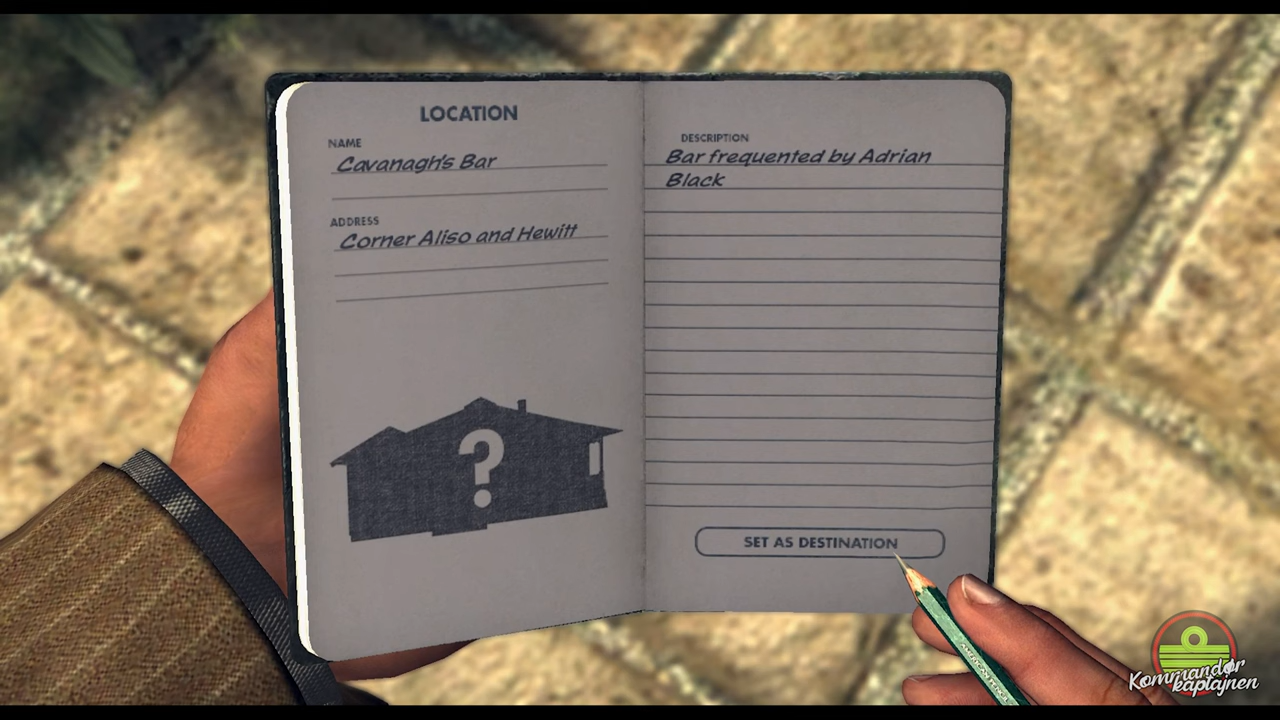 LOCATION
NAME
Cavanagh's Bar
ADDRESS
Corner Aliso and Hewitt
DESCRIPTION
Bar frequented by Adrian
Black
SET AS DESTINATION
Kommandør
kaptajnen